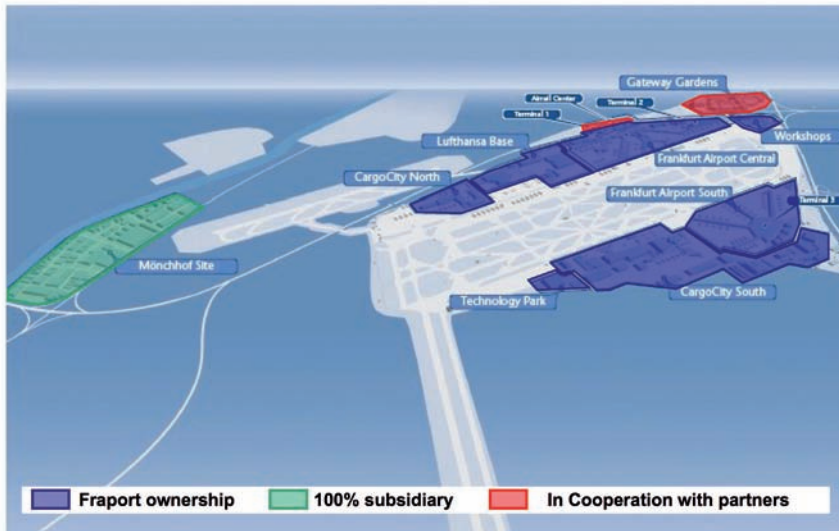 Gateway Gardens
Airrail Center
Terminal 2
Terminal 1
Workshops
Lufthansa Base
Frankfurt Airport Central
CargoCity North
Frankfurt Airport South
Terminal 3
Mönchhof Site
CargoCity South
Technology Park
Fraport ownership
100% subsidiary
In Cooperation with partners